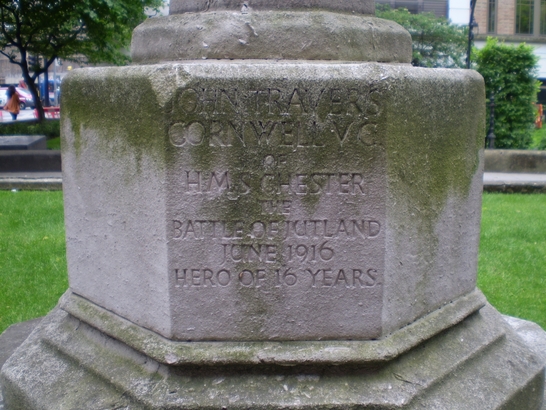 JOHN TRAVERS
CORNWELL V.C.
OF
H.M.S CHESTER
THE
BATTLE OF JUTLAND
JUNE 1916
HERO OF 16 YEARS.